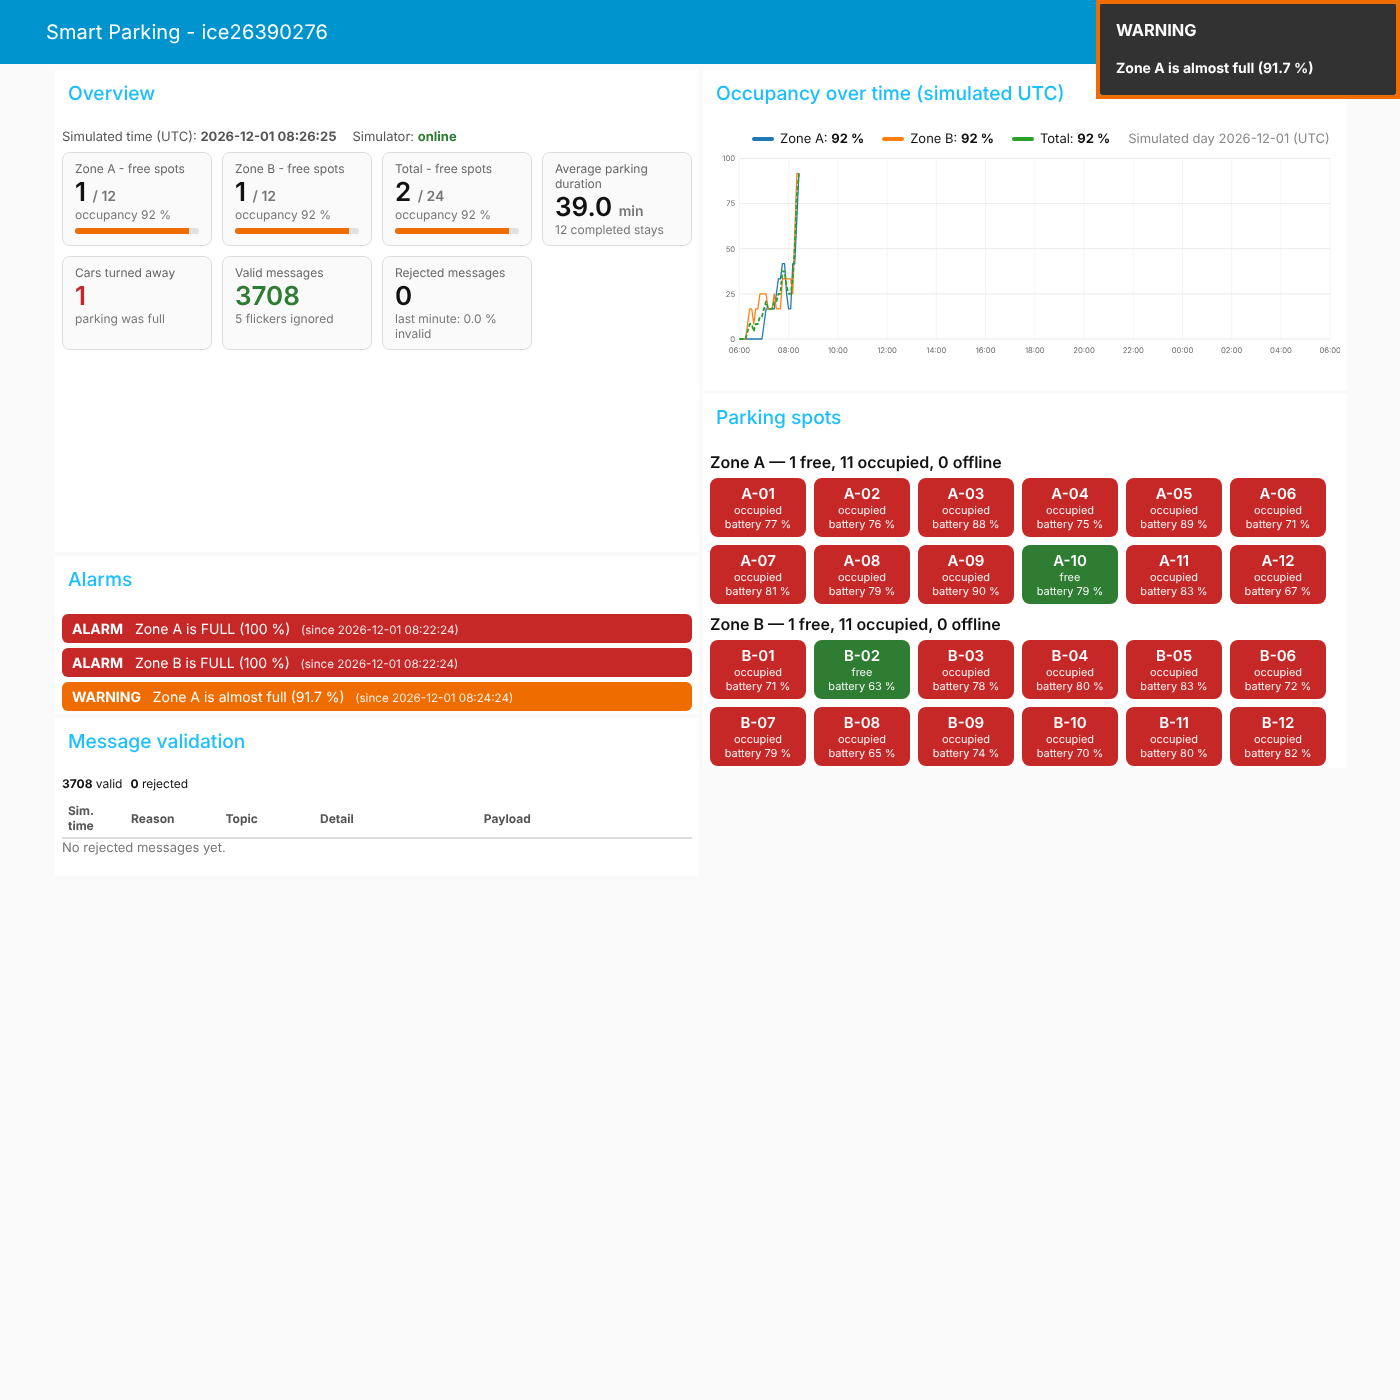 Smart Parking - ice26390276
WARNING
Zone A is almost full (91.7 %)
Overview
Simulated time (UTC): 2026-12-01 08:26:25 Simulator: online
Zone A - free spots
1 / 12
occupancy 92 %
Zone B - free spots
1 / 12
occupancy 92 %
Total - free spots
2 / 24
occupancy 92 %
Average parking
duration
39.0 min
12 completed stays
Cars turned away
1
parking was full
Valid messages
3708
5 flickers ignored
Rejected messages
0
last minute: 0.0 %
invalid
Alarms
ALARM Zone A is FULL (100 %) (since 2026-12-01 08:22:24)
ALARM Zone B is FULL (100 %) (since 2026-12-01 08:22:24)
WARNING Zone A is almost full (91.7 %) (since 2026-12-01 08:24:24)
Message validation
3708 valid 0 rejected
Sim.
time
Reason Topic Detail Payload
No rejected messages yet.
Occupancy over time (simulated UTC)
Zone A: 92 % Zone B: 92 % Total: 92 % Simulated day 2026-12-01 (UTC)
100
75
50
25
0
06:00 08:00 10:00 12:00 14:00 16:00 18:00 20:00 22:00 00:00 02:00 04:00 06:00
Parking spots
Zone A — 1 free, 11 occupied, 0 offline
A-01 A-02 A-03 A-04 A-05 A-06
occupied occupied occupied occupied occupied occupied
battery 77 % battery 76 % battery 88 % battery 75 % battery 89 % battery 71 %
A-07 A-08 A-09 A-10 A-11 A-12
occupied occupied occupied free occupied occupied
battery 81 % battery 79 % battery 90 % battery 79 % battery 83 % battery 67 %
Zone B — 1 free, 11 occupied, 0 offline
B-01 B-02 B-03 B-04 B-05 B-06
occupied free occupied occupied occupied occupied
battery 71 % battery 63 % battery 78 % battery 80 % battery 83 % battery 72 %
B-07 B-08 B-09 B-10 B-11 B-12
occupied occupied occupied occupied occupied occupied
battery 79 % battery 65 % battery 74 % battery 70 % battery 80 % battery 82 %